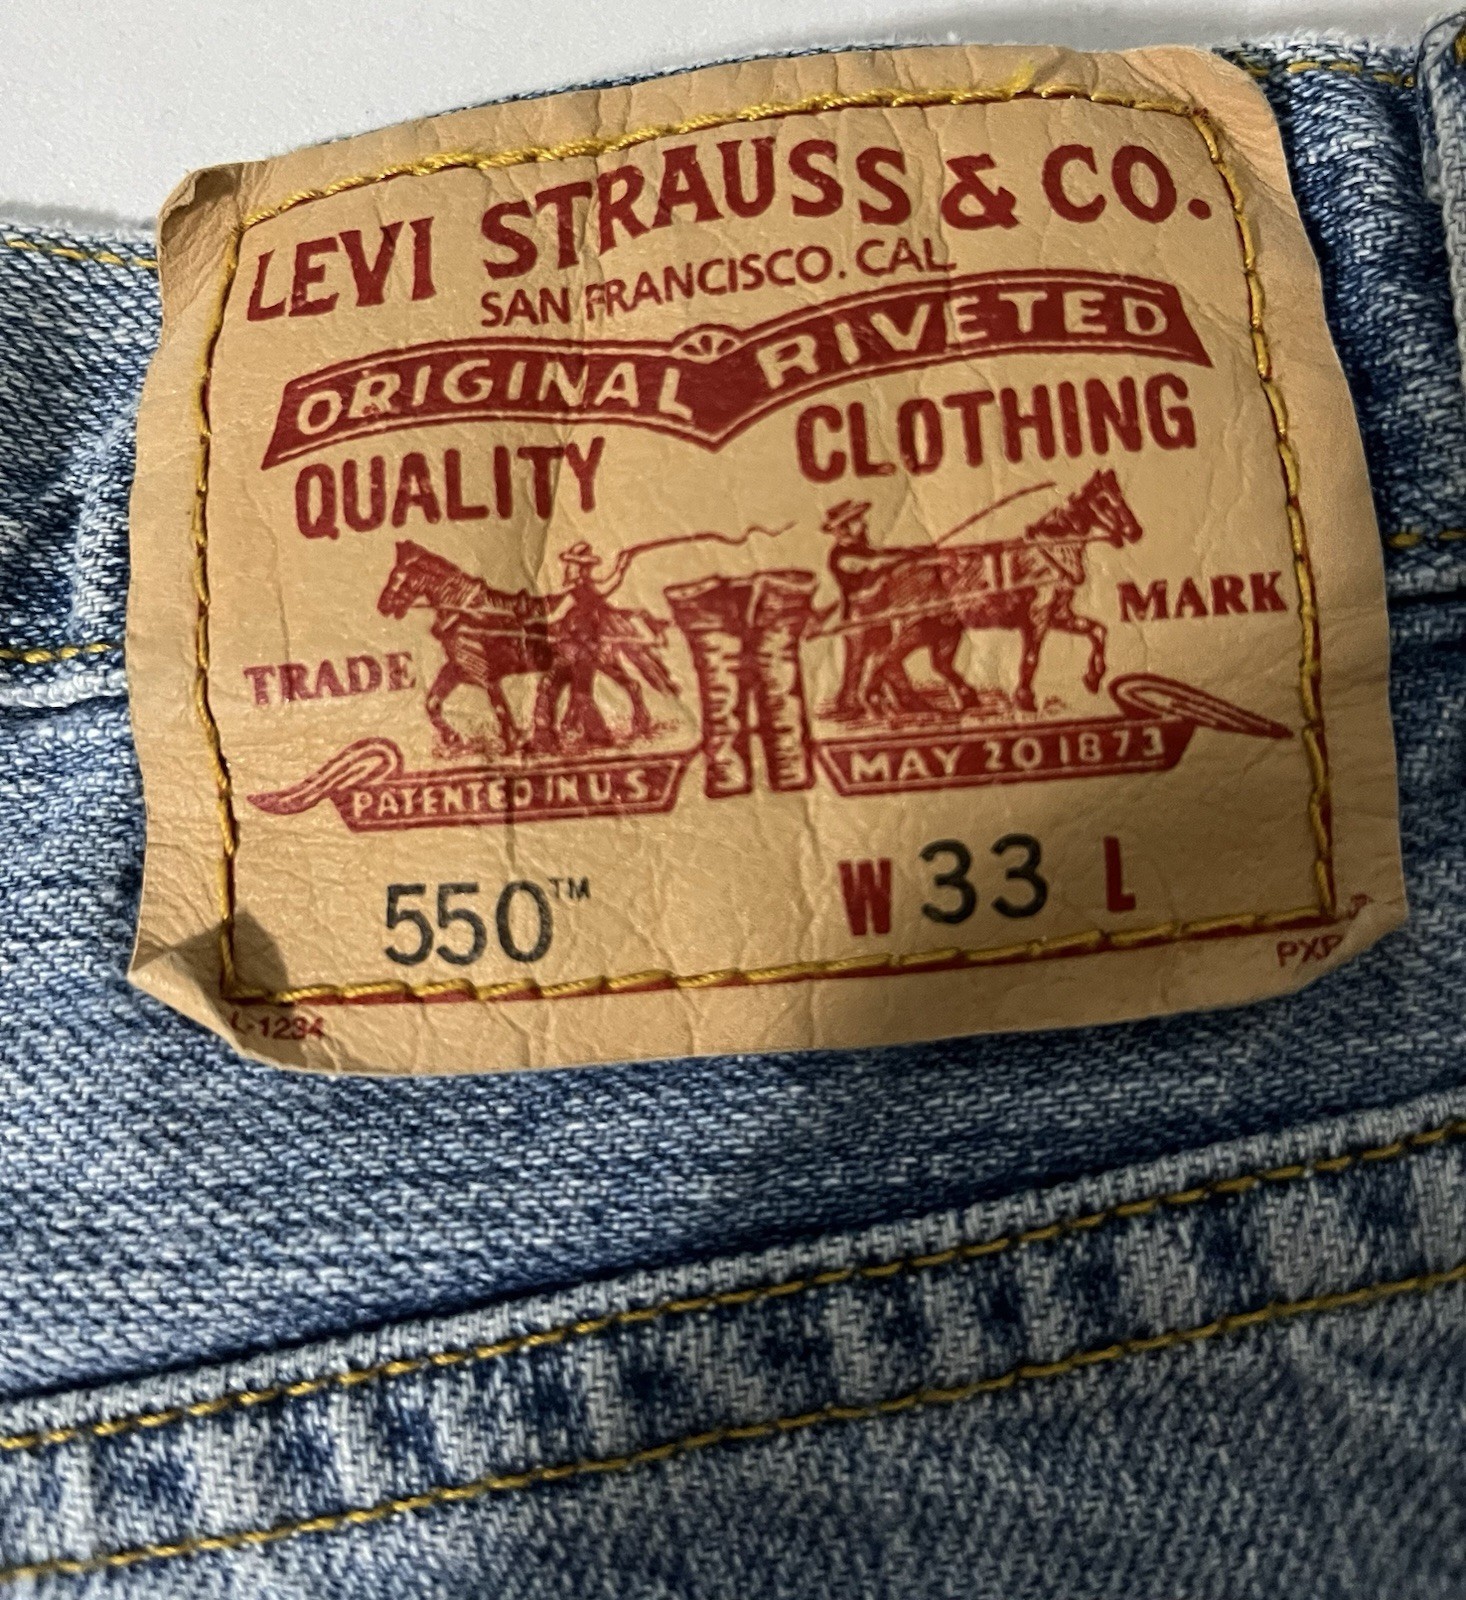 LEVI STRAUSS & CO.
SAN FRANCISCO. CAL
ORIGINAL RIVETED
QUALITY CLOTHING
TRADE MARK
PATENTED IN U.S. MAY 20 1873
550™ W 33 L
L-1234 PXP